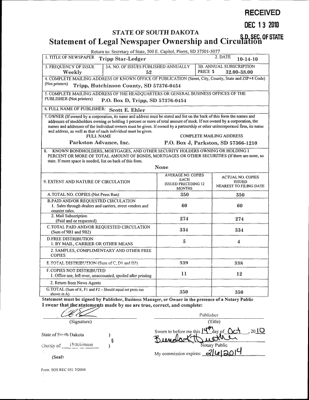 RECEIVED
DEC 13 2010
S.D. SEC. OF STATE
STATE OF SOUTH DAKOTA
Statement of Legal Newspaper Ownership and Circulation
Return to: Secretary of State, 500 E. Capitol, Pierre, SD 57501-5077
1. TITLE OF NEWSPAPER Tripp Star-Ledger
2. DATE 10-14-10
3. FREQUENCY OF ISSUE Weekly
3A. NO. OF ISSUES PUBLISHED ANNUALLY 52
3B. ANNUAL SUBSCRIPTION PRICE $ 32.00-38.00
4. COMPLETE MAILING ADDRESS OF KNOWN OFFICE OF PUBLICATION (Street, City, County, State and ZIP+4 Code)
(Not printers) Tripp, Hutchinson County, SD 57376-0454
5. COMPLETE MAILING ADDRESS OF THE HEADQUARTERS OR GENERAL BUSINESS OFFICES OF THE
PUBLISHER (Not printers) P.O. Box D, Tripp, SD 57376-0454
6. FULL NAME OF PUBLISHER: Scott E. Ehler
7. OWNER (If owned by a corporation, its name and address must be stated and list on the back of this form the names and
addresses of stockholders owning or holding 1 percent or more of total amount of stock. If not owned by a corporation, the
names and addresses of the individual owners must be given. If owned by a partnership or other unincorporated firm, its name
and address, as well as that of each individual must be given.
FULL NAME COMPLETE MAILING ADDRESS
Parkston Advance, Inc. P.O. Box J, Parkston, SD 57366-1210
8. KNOWN BONDHOLDERS, MORTGAGES, AND OTHER SECURITY HOLDERS OWNING OR HOLDING 1
PERCENT OR MORE OF TOTAL AMOUNT OF BONDS, MORTGAGES OR OTHER SECURITIES (If there are none, so
state. If more space is needed, list on back of this form).
None
9. EXTENT AND NATURE OF CIRCULATION
AVERAGE NO. COPIES EACH ISSUED PRECEDING 12 MONTHS
ACTUAL NO. COPIES ISSUED NEAREST TO FILING DATE
A. TOTAL NO. COPIES (Net Press Run) 350 350
B. PAID AND/OR REQUESTED CIRCULATION
1. Sales through dealers and carriers, street vendors and
counter sales. 60 60
2. Mail Subscription
(Paid and or requested) 274 274
C. TOTAL PAID AND/OR REQUESTED CIRCULATION
(Sum of 9B1 and 9B2) 334 334
D. FREE DISTRIBUTION
1. BY MAIL, CARRIER OR OTHER MEANS 5 4
2. SAMPLES, COMPLIMENTARY AND OTHER FREE
COPIES
E. TOTAL DISTRIBUTION (Sum of C, D1 and D2) 339 338
F. COPIES NOT DISTRIBUTED
1. Office use, left over, unaccounted, spoiled after printing 11 12
2. Return from News Agents
G. TOTAL (Sum of E, F1 and F2 - Should equal net press run
shown in A) 350 350
Statement must be signed by Publisher, Business Manager, or Owner in the presence of a Notary Public
I swear that the statements made by me are true, correct, and complete:
Publisher
(Signature) (Title)
State of South Dakota )
Sworn to before me this 14th day of Oct, 2010
County of Hutchinson )
§
Notary Public
(Seal)
My commission expires: 2/6/2014